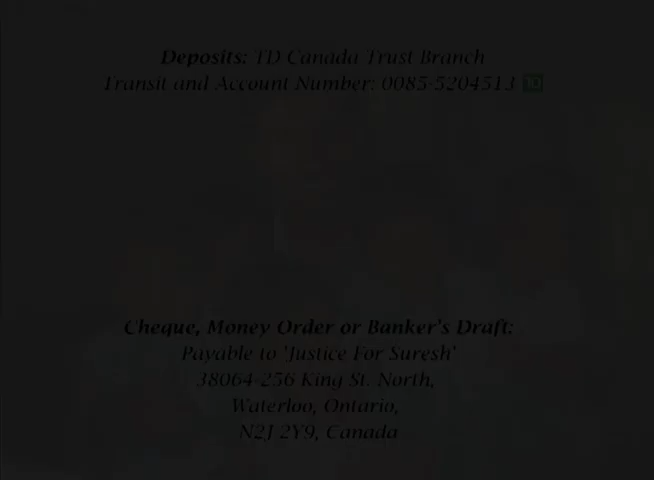 Deposits: TD Canada Trust Branch
Transit and Account Number: 0085-5204513 TD
Cheque, Money Order or Banker's Draft:
Payable to 'Justice For Suresh'
38064-256 King St. North,
Waterloo, Ontario,
N2J 2Y9, Canada